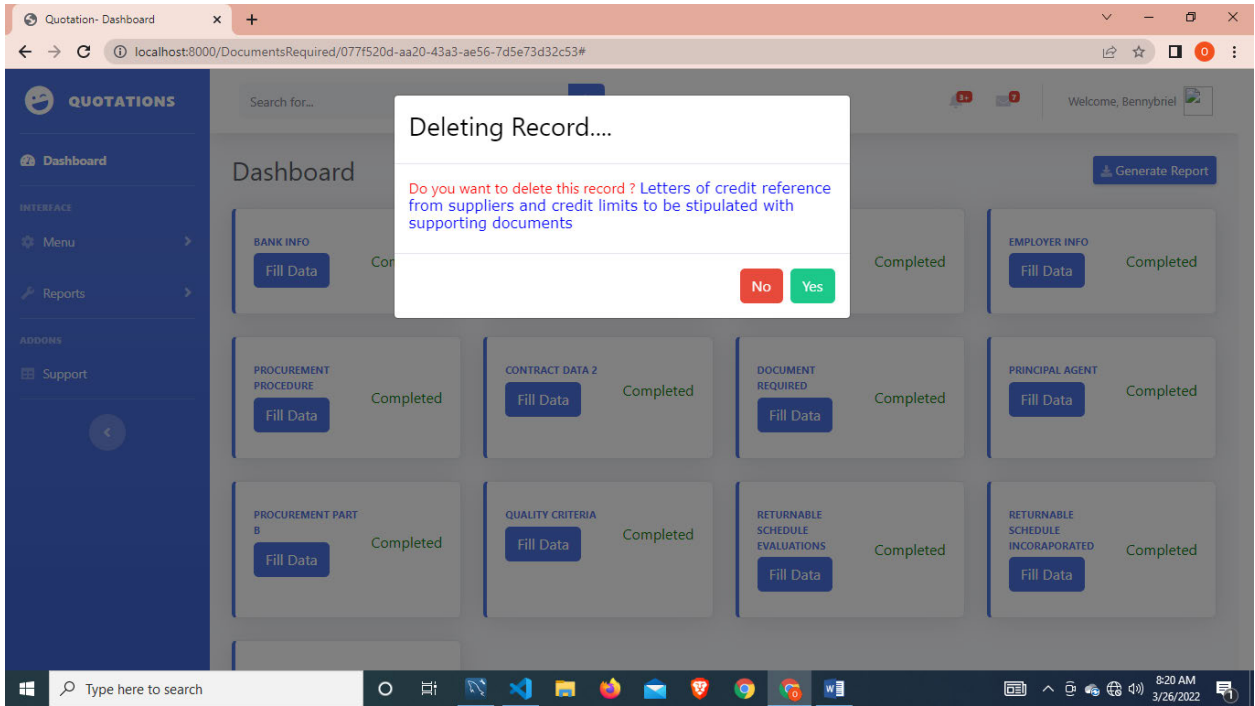 Quotation- Dashboard
localhost:8000/DocumentsRequired/077f520d-aa20-43a3-ae56-7d5e73d32c53#
O
QUOTATIONS
Search for...
3+
7
Welcome, Bennybriel
Deleting Record....
Do you want to delete this record ? Letters of credit reference
from suppliers and credit limits to be stipulated with
supporting documents
No
Yes
Dashboard
INTERFACE
Menu
Reports
ADDONS
Support
Dashboard
Generate Report
BANK INFO
Fill Data
Completed
EMPLOYER INFO
Fill Data
Completed
PROCUREMENT
PROCEDURE
Fill Data
Completed
CONTRACT DATA 2
Fill Data
Completed
DOCUMENT
REQUIRED
Fill Data
Completed
PRINCIPAL AGENT
Fill Data
Completed
PROCUREMENT PART
B
Fill Data
Completed
QUALITY CRITERIA
Fill Data
Completed
RETURNABLE
SCHEDULE
EVALUATIONS
Fill Data
Completed
RETURNABLE
SCHEDULE
INCORAPORATED
Fill Data
Completed
Type here to search
8:20 AM
3/26/2022